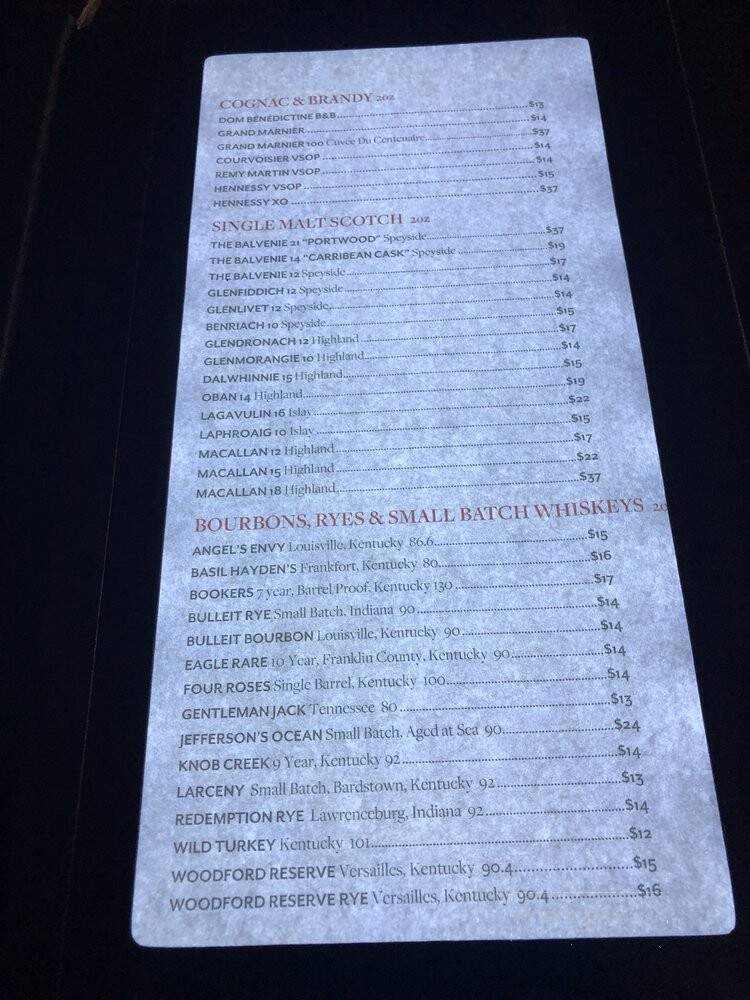 COGNAC & BRANDY 2oz
DOM BENEDICTINE B&B $13
GRAND MARNIER $14
GRAND MARNIER 100 Cuvee Du Centenaire $37
COURVOISIER VSOP $14
REMY MARTIN VSOP $14
HENNESSY VSOP $15
HENNESSY XO $37
SINGLE MALT SCOTCH 2oz
THE BALVENIE 21 "PORTWOOD" Speyside $37
THE BALVENIE 14 "CARRIBEAN CASK" Speyside $19
THE BALVENIE 12 Speyside $17
GLENFIDDICH 12 Speyside $14
GLENLIVET 12 Speyside $14
BENRIACH 10 Speyside $15
GLENDRONACH 12 Highland $17
GLENMORANGIE 10 Highland $14
DALWHINNIE 15 Highland $15
OBAN 14 Highland $19
LAGAVULIN 16 Islay $22
LAPHROAIG 10 Islay $15
MACALLAN 12 Highland $17
MACALLAN 15 Highland $22
MACALLAN 18 Highland $37
BOURBONS, RYES & SMALL BATCH WHISKEYS
ANGEL'S ENVY Louisville, Kentucky 86.6 $15
BASIL HAYDEN'S Frankfort, Kentucky 80 $16
BOOKERS 7 year, Barrel Proof, Kentucky 130 $17
BULLEIT RYE Small Batch, Indiana 90 $14
BULLEIT BOURBON Louisville, Kentucky 90 $14
EAGLE RARE 10 Year, Franklin County, Kentucky 90 $14
FOUR ROSES Single Barrel, Kentucky 100 $14
GENTLEMAN JACK Tennessee 80 $13
JEFFERSON'S OCEAN Small Batch, Aged at Sea 90 $24
KNOB CREEK 9 Year, Kentucky 92 $14
LARCENY Small Batch, Bardstown, Kentucky 92 $13
REDEMPTION RYE Lawrenceburg, Indiana 92 $14
WILD TURKEY Kentucky 101 $12
WOODFORD RESERVE Versailles, Kentucky 90.4 $15
WOODFORD RESERVE RYE Versailles, Kentucky 90.4 $16